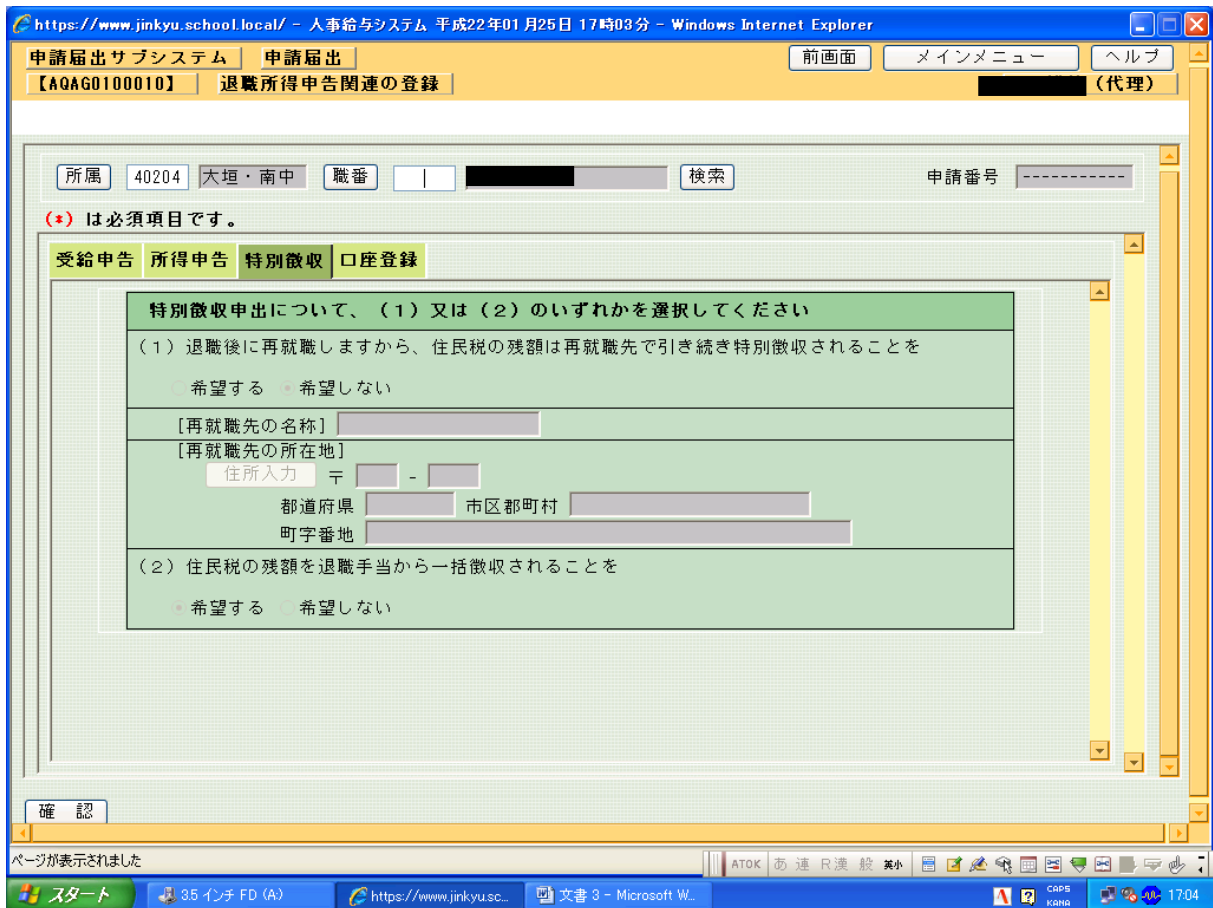 https://www.jinkyu.school.local/ - 人事給与システム 平成22年01月25日 17時03分 - Windows Internet Explorer
申請届出サブシステム 申請届出 前画面 メインメニュー ヘルプ
【AQAG0100010】 退職所得申告関連の登録 (代理)
所属 40204 大垣・南中 職番 検索 申請番号 -----------
(*) は必須項目です。
受給申告 所得申告 特別徴収 口座登録
特別徴収申出について、(1)又は(2)のいずれかを選択してください
(1)退職後に再就職しますから、住民税の残額は再就職先で引き続き特別徴収されることを
希望する 希望しない
[再就職先の名称]
[再就職先の所在地]
住所入力 〒 -
都道府県 市区郡町村
町字番地
(2)住民税の残額を退職手当から一括徴収されることを
希望する 希望しない
確 認
ページが表示されました
ATOK あ 連 R漢 般 英小
スタート 3.5 インチ FD (A:) https://www.jinkyu.sc... 文書 3 - Microsoft W... A CAPS KANA 17:04